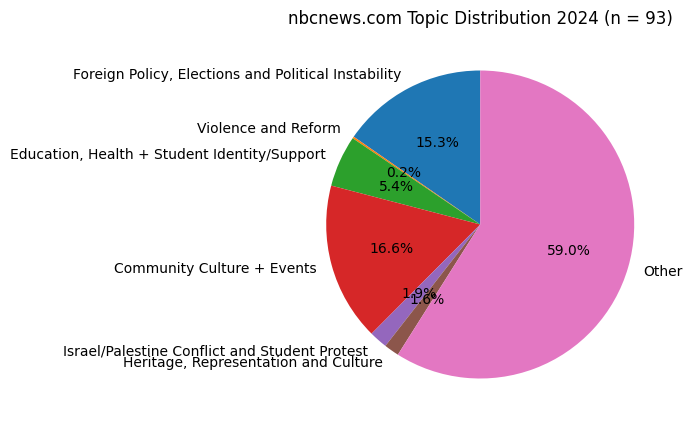 nbcnews.com Topic Distribution 2024 (n = 93)
Foreign Policy, Elections and Political Instability
15.3%
Violence and Reform
0.2%
Education, Health + Student Identity/Support
5.4%
Community Culture + Events
16.6%
Israel/Palestine Conflict and Student Protest
1.9%
Heritage, Representation and Culture
1.6%
Other
59.0%